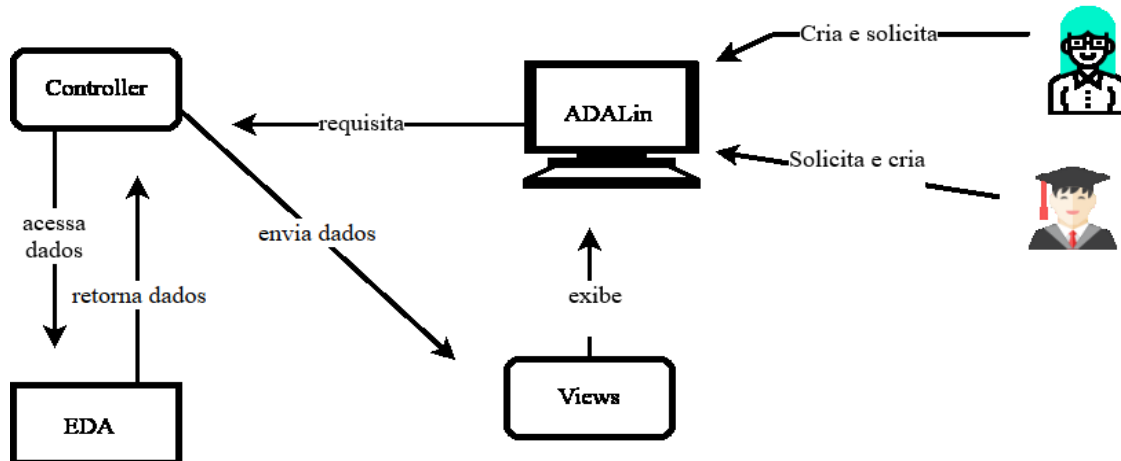 Cria e solicita
Controller
ADALin
requisita
Solicita e cria
acessa
dados
envia dados
retorna dados
exibe
Views
EDA